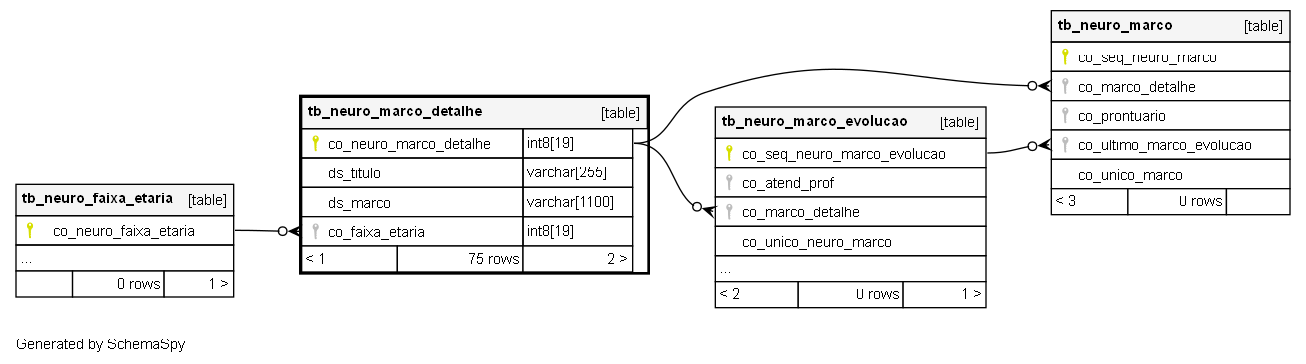 tb_neuro_marco [table]
co_seq_neuro_marco
co_marco_detalhe
co_prontuario
co_ultimo_marco_evolucao
co_unico_marco
< 3 0 rows
tb_neuro_marco_detalhe [table]
co_neuro_marco_detalhe int8[19]
ds_titulo varchar[255]
ds_marco varchar[1100]
co_faixa_etaria int8[19]
< 1 75 rows 2 >
tb_neuro_marco_evolucao [table]
co_seq_neuro_marco_evolucao
co_atend_prof
co_marco_detalhe
co_unico_neuro_marco
...
< 2 0 rows 1 >
tb_neuro_faixa_etaria [table]
co_neuro_faixa_etaria
...
0 rows 1 >
Generated by SchemaSpy